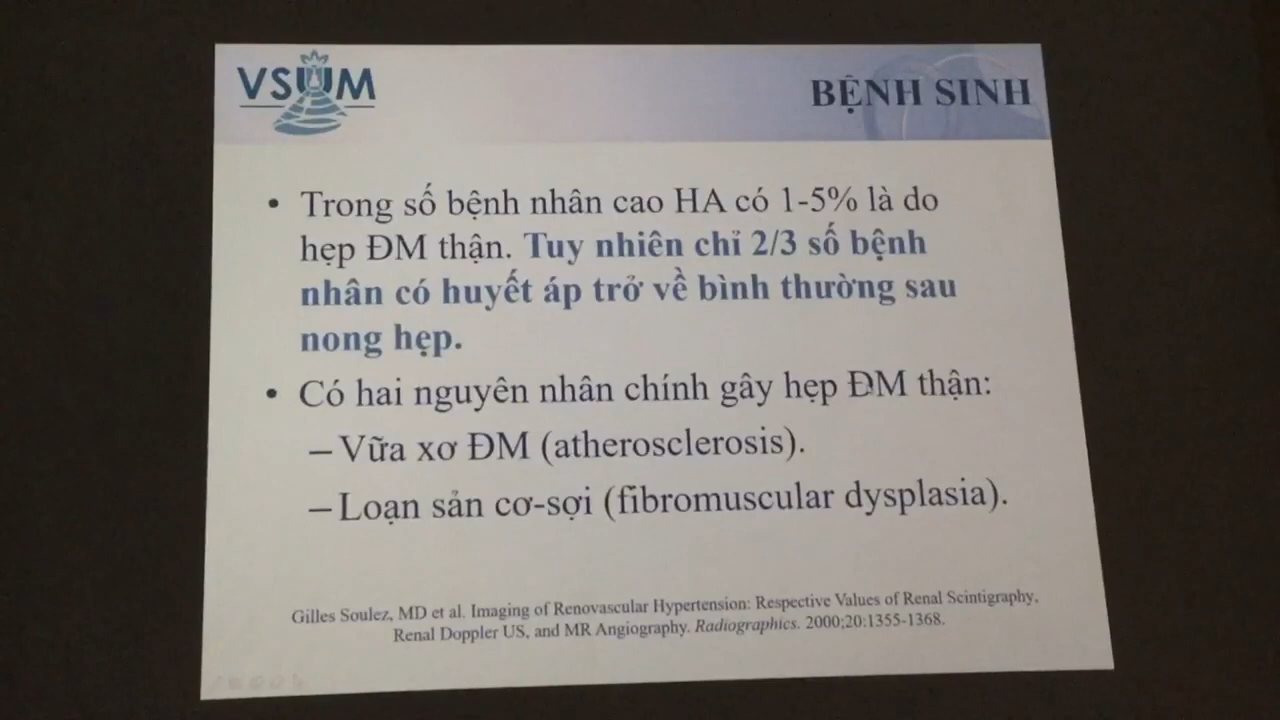 VSUM
BỆNH SINH
• Trong số bệnh nhân cao HA có 1-5% là do
hẹp ĐM thận. Tuy nhiên chỉ 2/3 số bệnh
nhân có huyết áp trở về bình thường sau
nong hẹp.
• Có hai nguyên nhân chính gây hẹp ĐM thận:
– Vữa xơ ĐM (atherosclerosis).
– Loạn sản cơ-sợi (fibromuscular dysplasia).
Gilles Soulez, MD et al. Imaging of Renovascular Hypertension: Respective Values of Renal Scintigraphy,
Renal Doppler US, and MR Angiography. Radiographics. 2000;20:1355-1368.